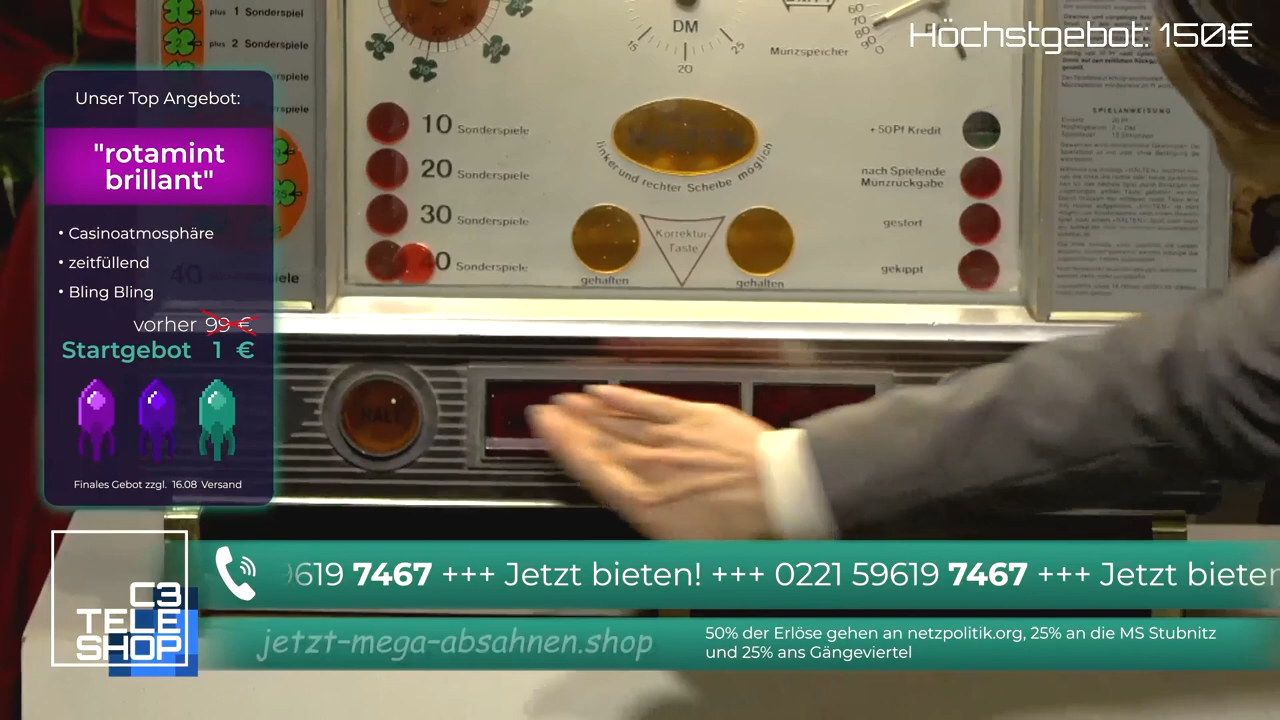 Höchstgebot: 150€
plus 1 Sonderspiel
plus 2 Sonderspiele
DM
15
20
25
Münzspeicher
60
70
80
90
Unser Top Angebot:
"rotamint
brillant"
• Casinoatmosphäre
• zeitfüllend
• Bling Bling
vorher 99 €
Startgebot 1 €
Finales Gebot zzgl. 16.08 Versand
10 Sonderspiele
20 Sonderspiele
30 Sonderspiele
40 Sonderspiele
linker und rechter Scheibe möglich
Korrektur-
Taste
gehalten
gehalten
+50Pf Kredit
nach Spielende
Münzrückgabe
gestört
gekippt
SPIELANWEISUNG
HALT
619 7467 +++ Jetzt bieten! +++ 0221 59619 7467 +++ Jetzt bieten
C3
TELE
SHOP
jetzt-mega-absahnen.shop
50% der Erlöse gehen an netzpolitik.org, 25% an die MS Stubnitz
und 25% ans Gängeviertel